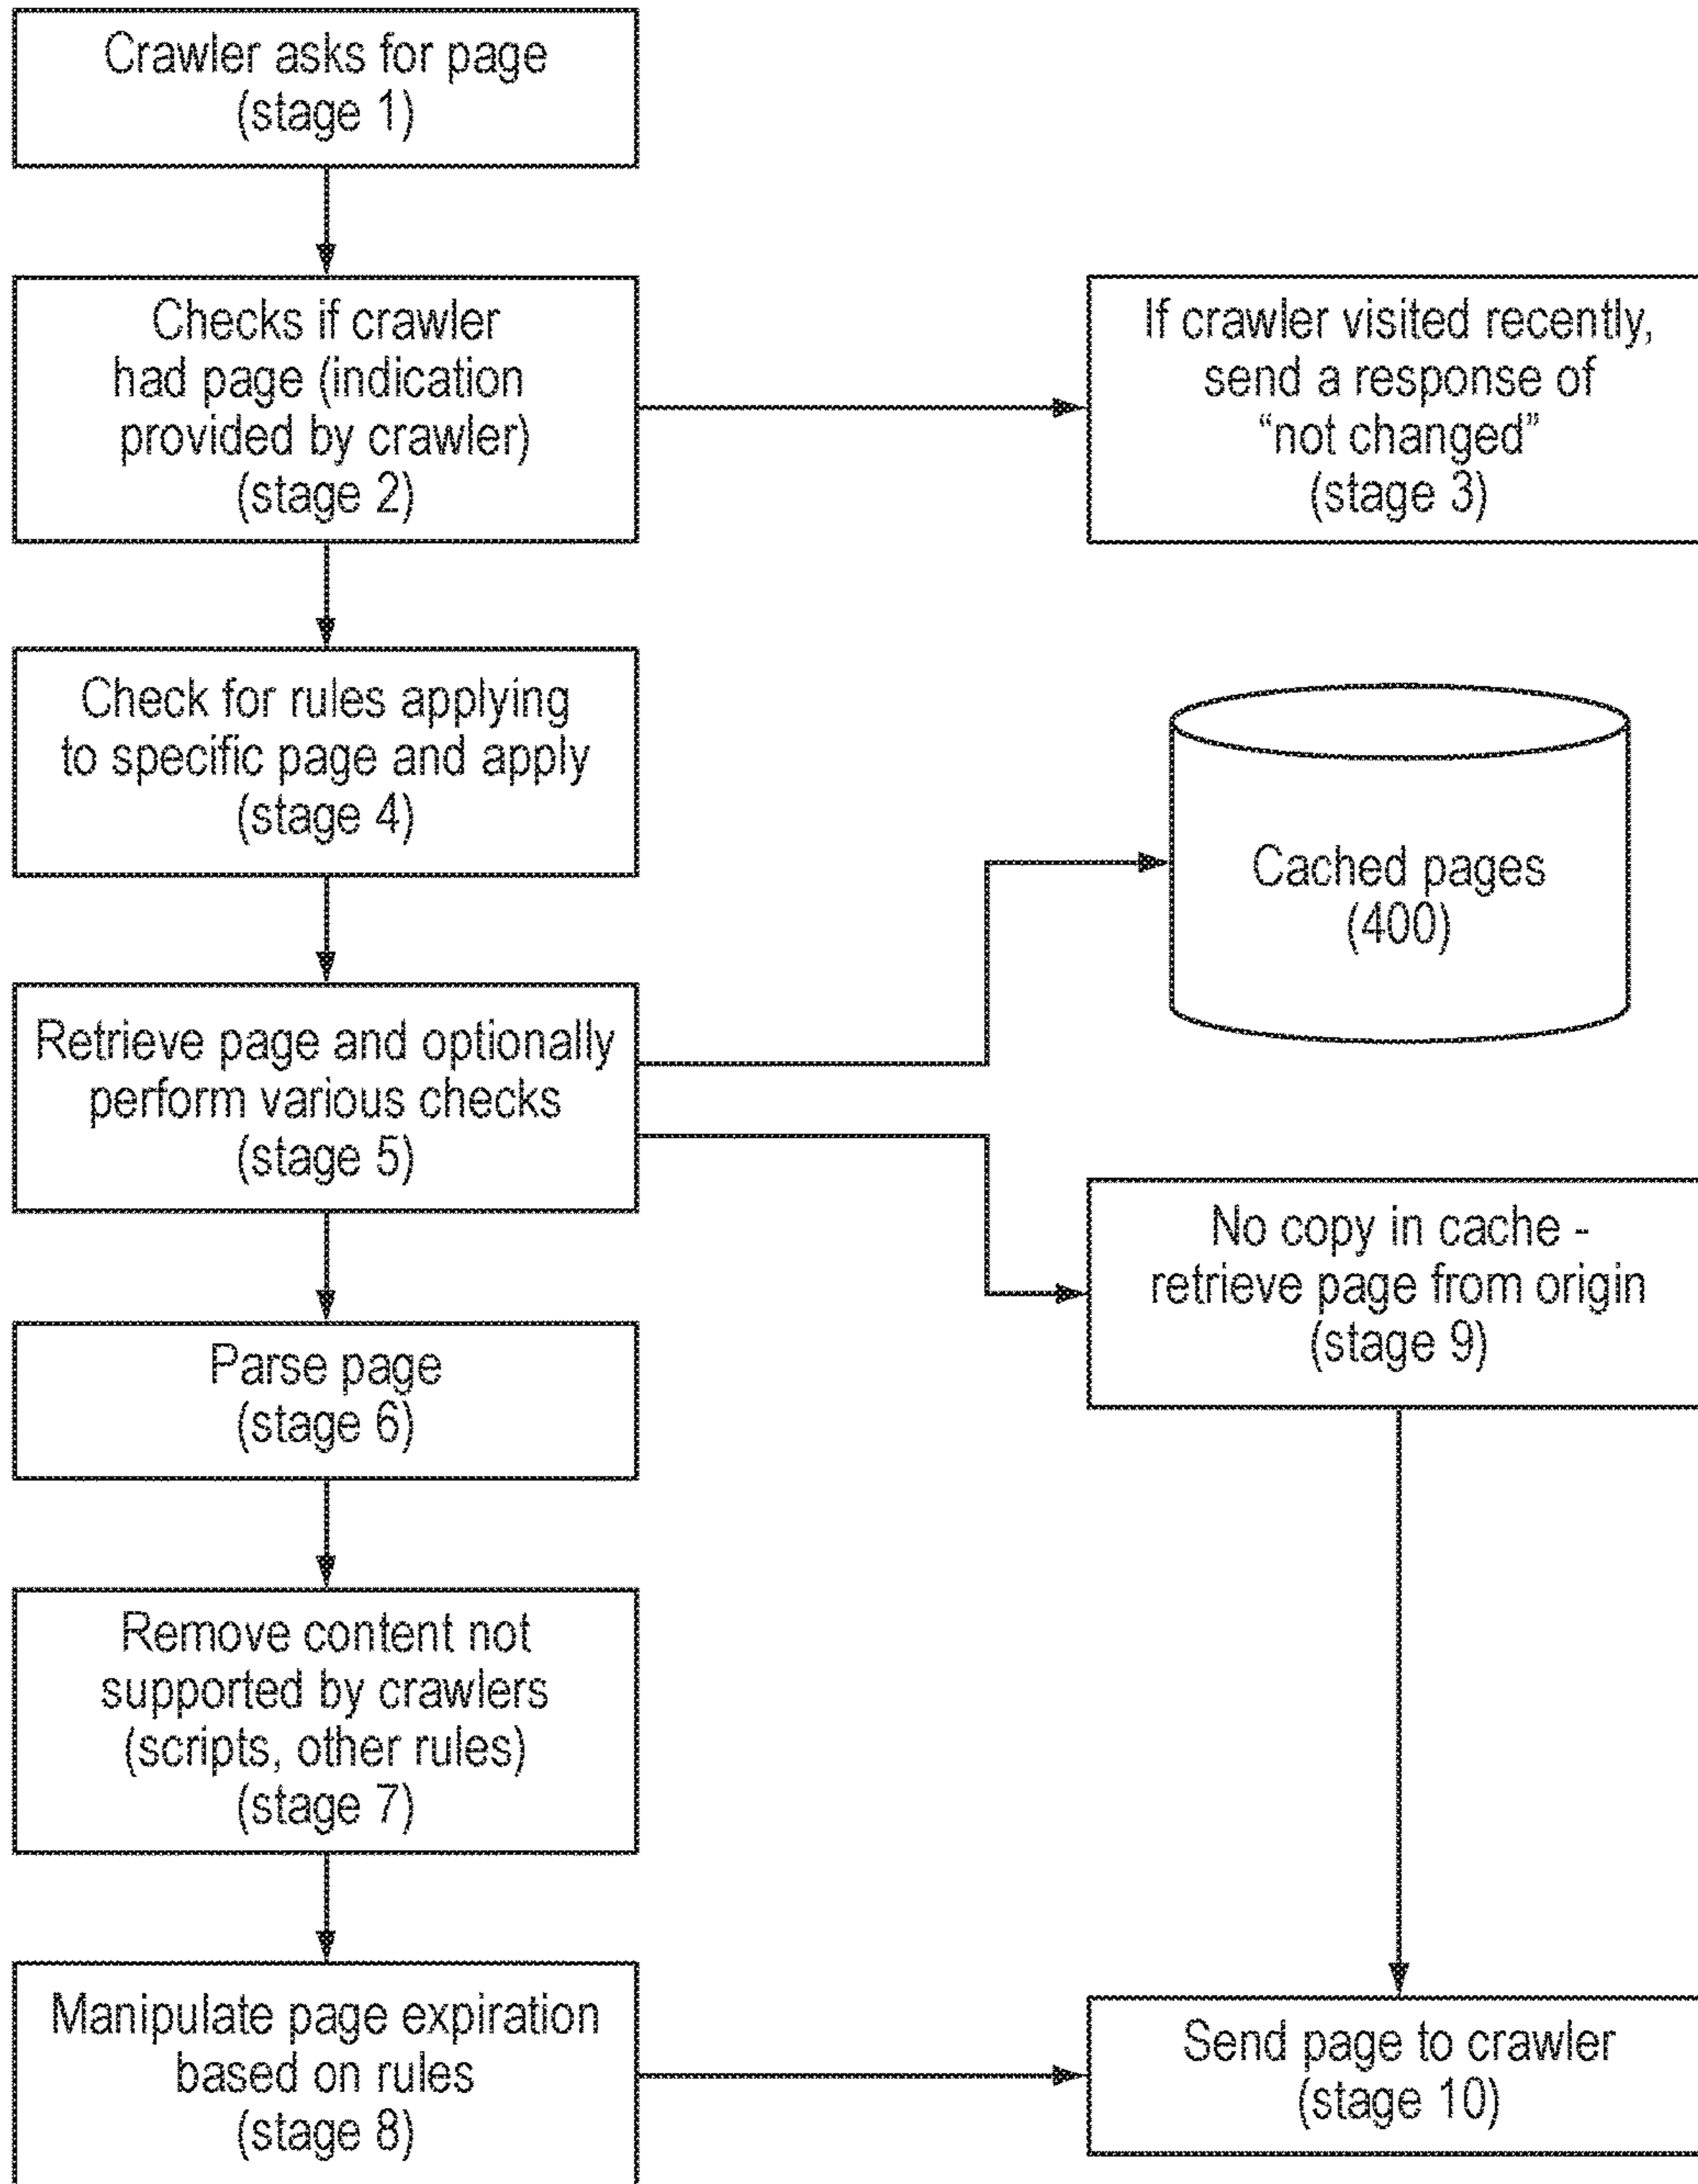 Crawler asks for page
(stage 1)
Checks if crawler
had page (indication
provided by crawler)
(stage 2)
If crawler visited recently,
send a response of
“not changed”
(stage 3)
Check for rules applying
to specific page and apply
(stage 4)
Cached pages
(400)
Retrieve page and optionally
perform various checks
(stage 5)
No copy in cache -
retrieve page from origin
(stage 9)
Parse page
(stage 6)
Remove content not
supported by crawlers
(scripts, other rules)
(stage 7)
Manipulate page expiration
based on rules
(stage 8)
Send page to crawler
(stage 10)